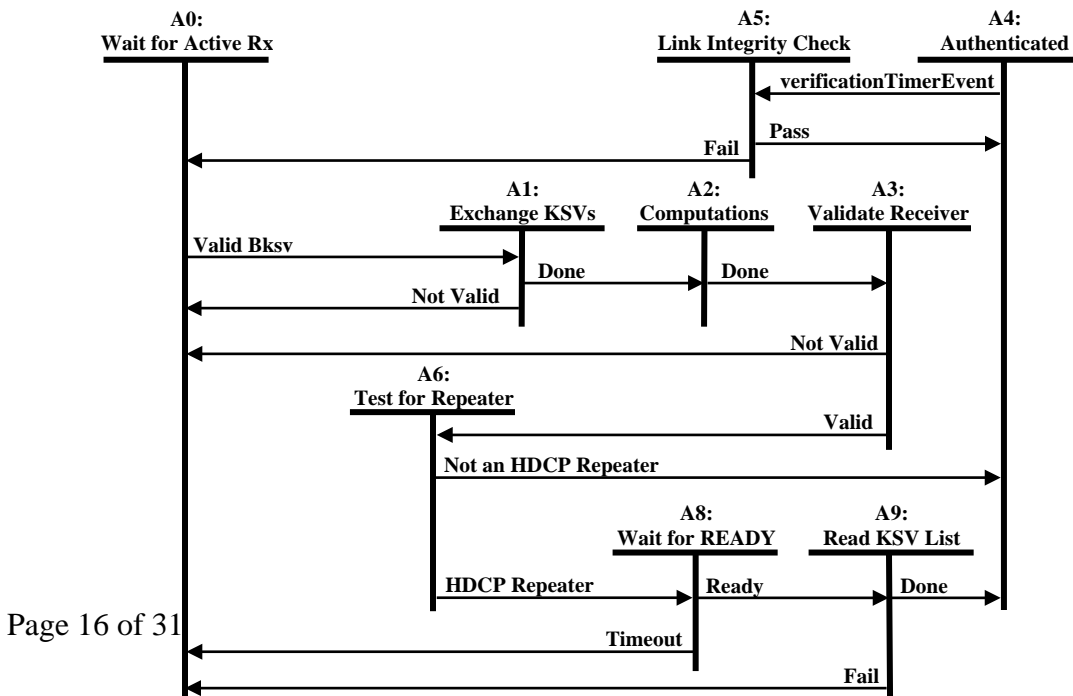 A0:
Wait for Active Rx
A5:
Link Integrity Check
A4:
Authenticated
verificationTimerEvent
Pass
Fail
A1:
Exchange KSVs
A2:
Computations
A3:
Validate Receiver
Valid Bksv
Done
Done
Not Valid
Not Valid
A6:
Test for Repeater
Valid
Not an HDCP Repeater
A8:
Wait for READY
A9:
Read KSV List
HDCP Repeater
Ready
Done
Page 16 of 31
Timeout
Fail